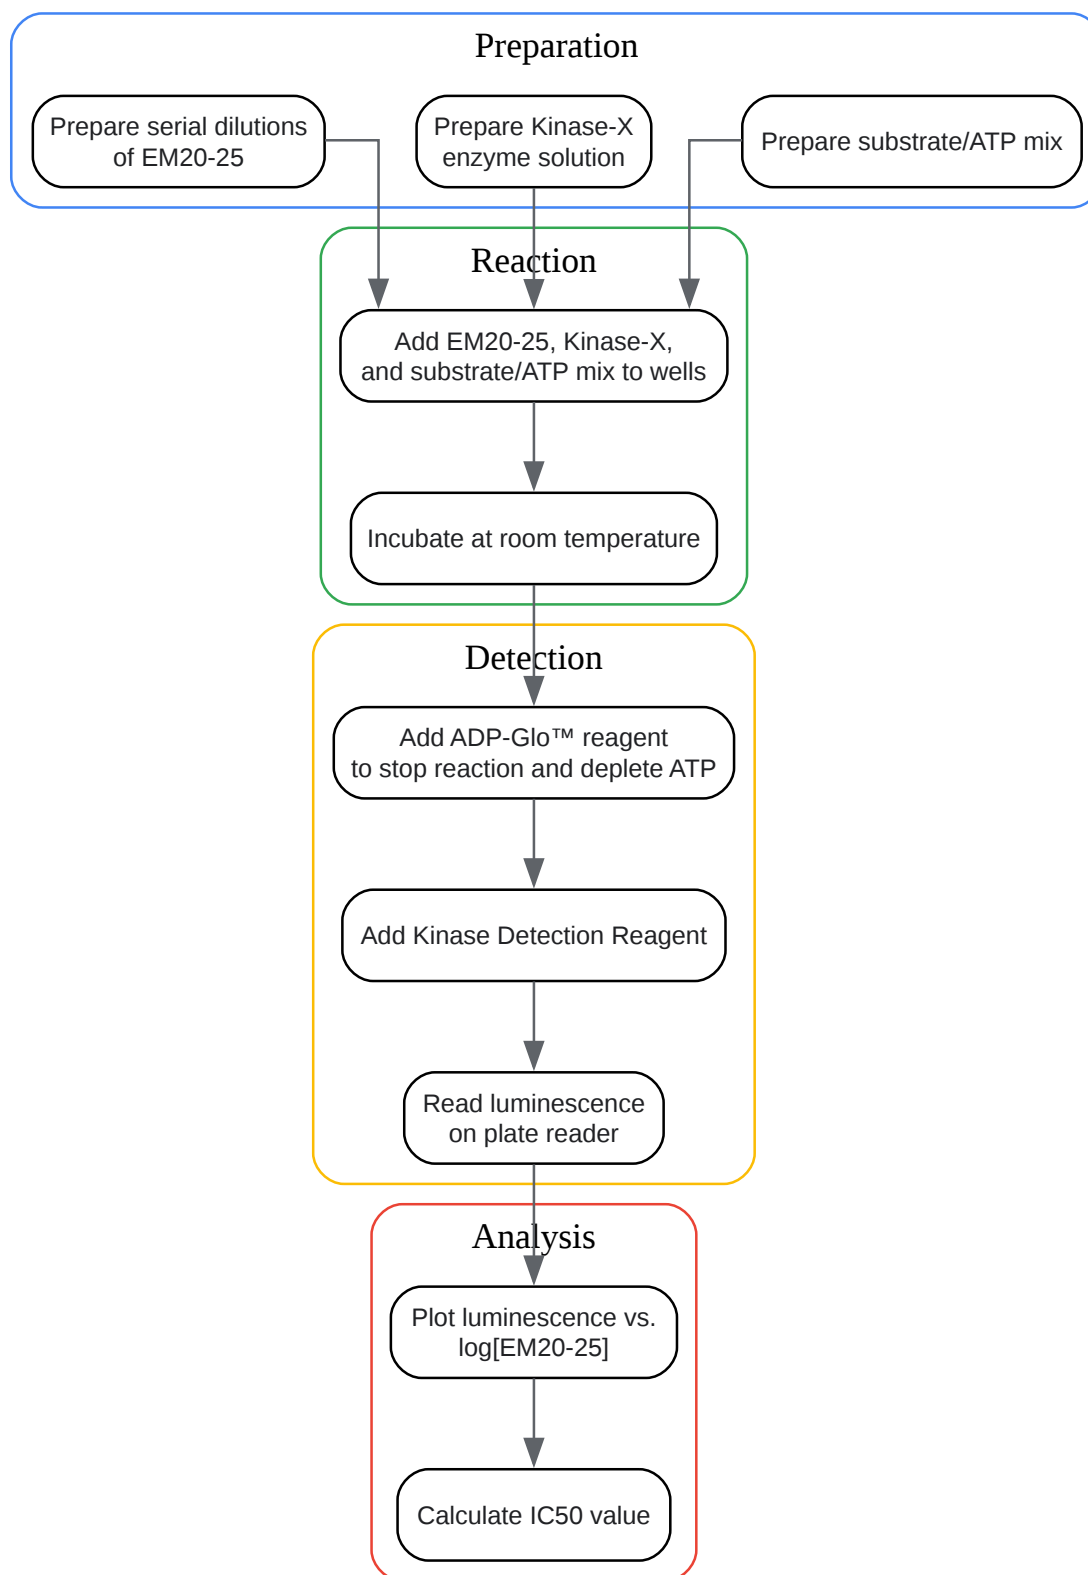 Preparation
Prepare serial dilutions
of EM20-25
Prepare Kinase-X
enzyme solution
Prepare substrate/ATP mix
Reaction
Add EM20-25, Kinase-X,
and substrate/ATP mix to wells
Incubate at room temperature
Detection
Add ADP-Glo™ reagent
to stop reaction and deplete ATP
Add Kinase Detection Reagent
Read luminescence
on plate reader
Analysis
Plot luminescence vs.
log[EM20-25]
Calculate IC50 value